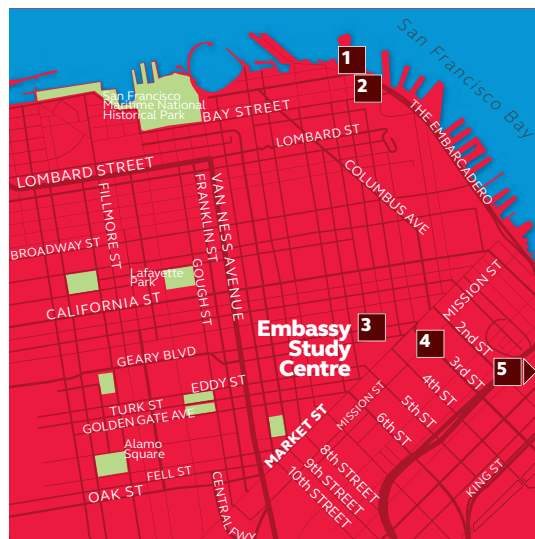 San Francisco Bay
1
2
San Francisco
Maritime National
Historical Park
BAY STREET
THE EMBARCADERO
LOMBARD ST
LOMBARD STREET
COLUMBUS AVE
FILLMORE ST
FRANKLIN ST
VAN NESS AVENUE
BROADWAY ST
Lafayette
Park
GOUGH ST
CALIFORNIA ST
MISSION ST
Embassy
Study
Centre
3
4
2nd ST
3rd ST
5
GEARY BLVD
EDDY ST
4th ST
TURK ST
GOLDEN GATE AVE
MARKET ST
MISSION ST
5th ST
6th ST
Alamo
Square
FELL ST
8th STREET
9th STREET
10th STREET
KING ST
OAK ST
CENTRAL FWY